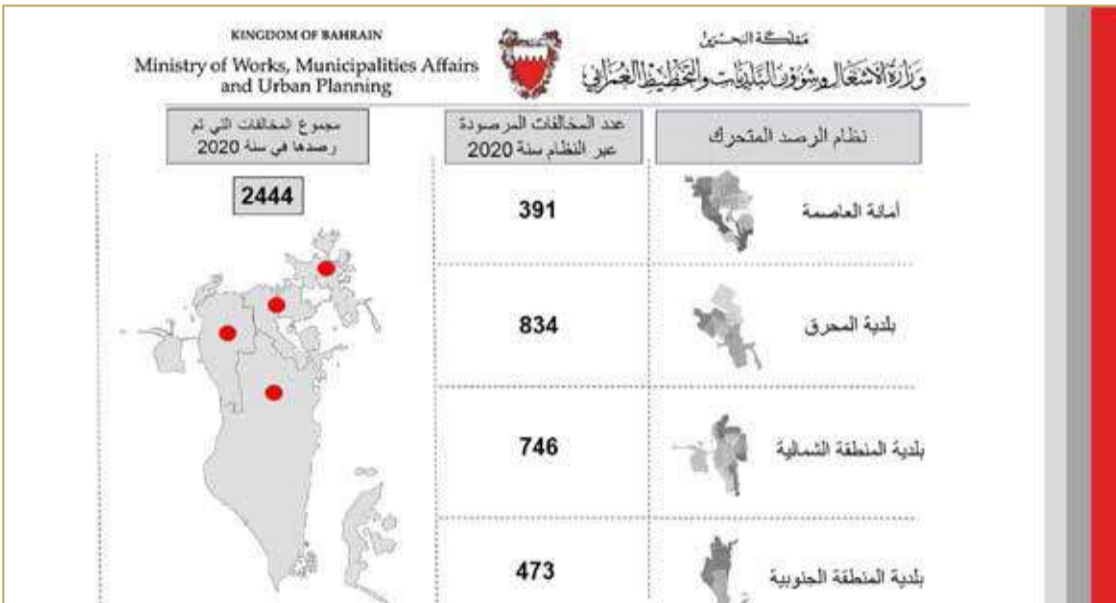 KINGDOM OF BAHRAIN
Ministry of Works, Municipalities Affairs
and Urban Planning
مملكة البحرين
وزارة الأشغال وشؤون البلديات والتخطيط العمراني
نظام الرصد المتحرك
عدد المخالفات المرصودة
عبر النظام سنة 2020
مجموع المخالفات التي تم
رصدها في سنة 2020
2444
أمانة العاصمة
391
بلدية المحرق
834
بلدية المنطقة الشمالية
746
بلدية المنطقة الجنوبية
473